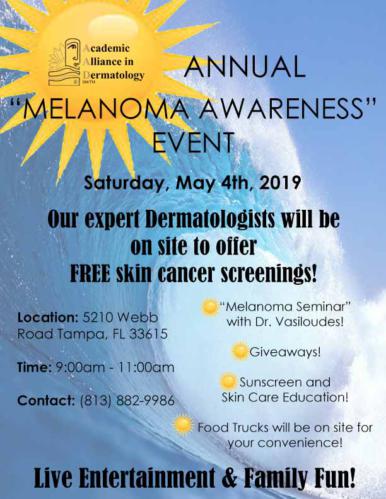 Academic
Alliance in
Dermatology
ANNUAL
“MELANOMA AWARENESS”
EVENT
Saturday, May 4th, 2019
Our expert Dermatologists will be
on site to offer
FREE skin cancer screenings!
Location: 5210 Webb
Road Tampa, FL 33615
Time: 9:00am - 11:00am
Contact: (813) 882-9986
“Melanoma Seminar”
with Dr. Vasiloudes!
Giveaways!
Sunscreen and
Skin Care Education!
Food Trucks will be on site for
your convenience!
Live Entertainment & Family Fun!